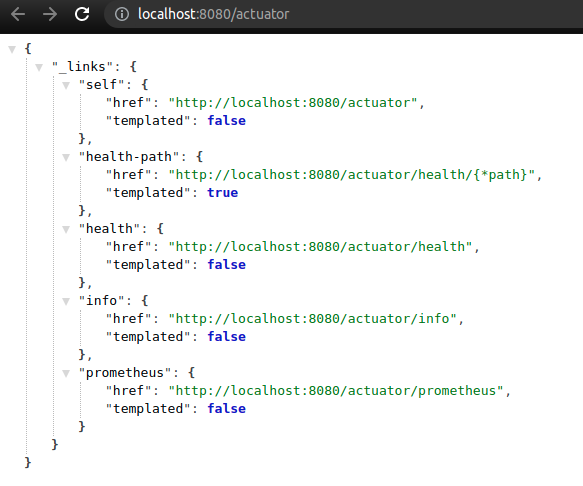 localhost:8080/actuator
{
"_links": {
"self": {
"href": "http://localhost:8080/actuator",
"templated": false
},
"health-path": {
"href": "http://localhost:8080/actuator/health/{*path}",
"templated": true
},
"health": {
"href": "http://localhost:8080/actuator/health",
"templated": false
},
"info": {
"href": "http://localhost:8080/actuator/info",
"templated": false
},
"prometheus": {
"href": "http://localhost:8080/actuator/prometheus",
"templated": false
}
}
}